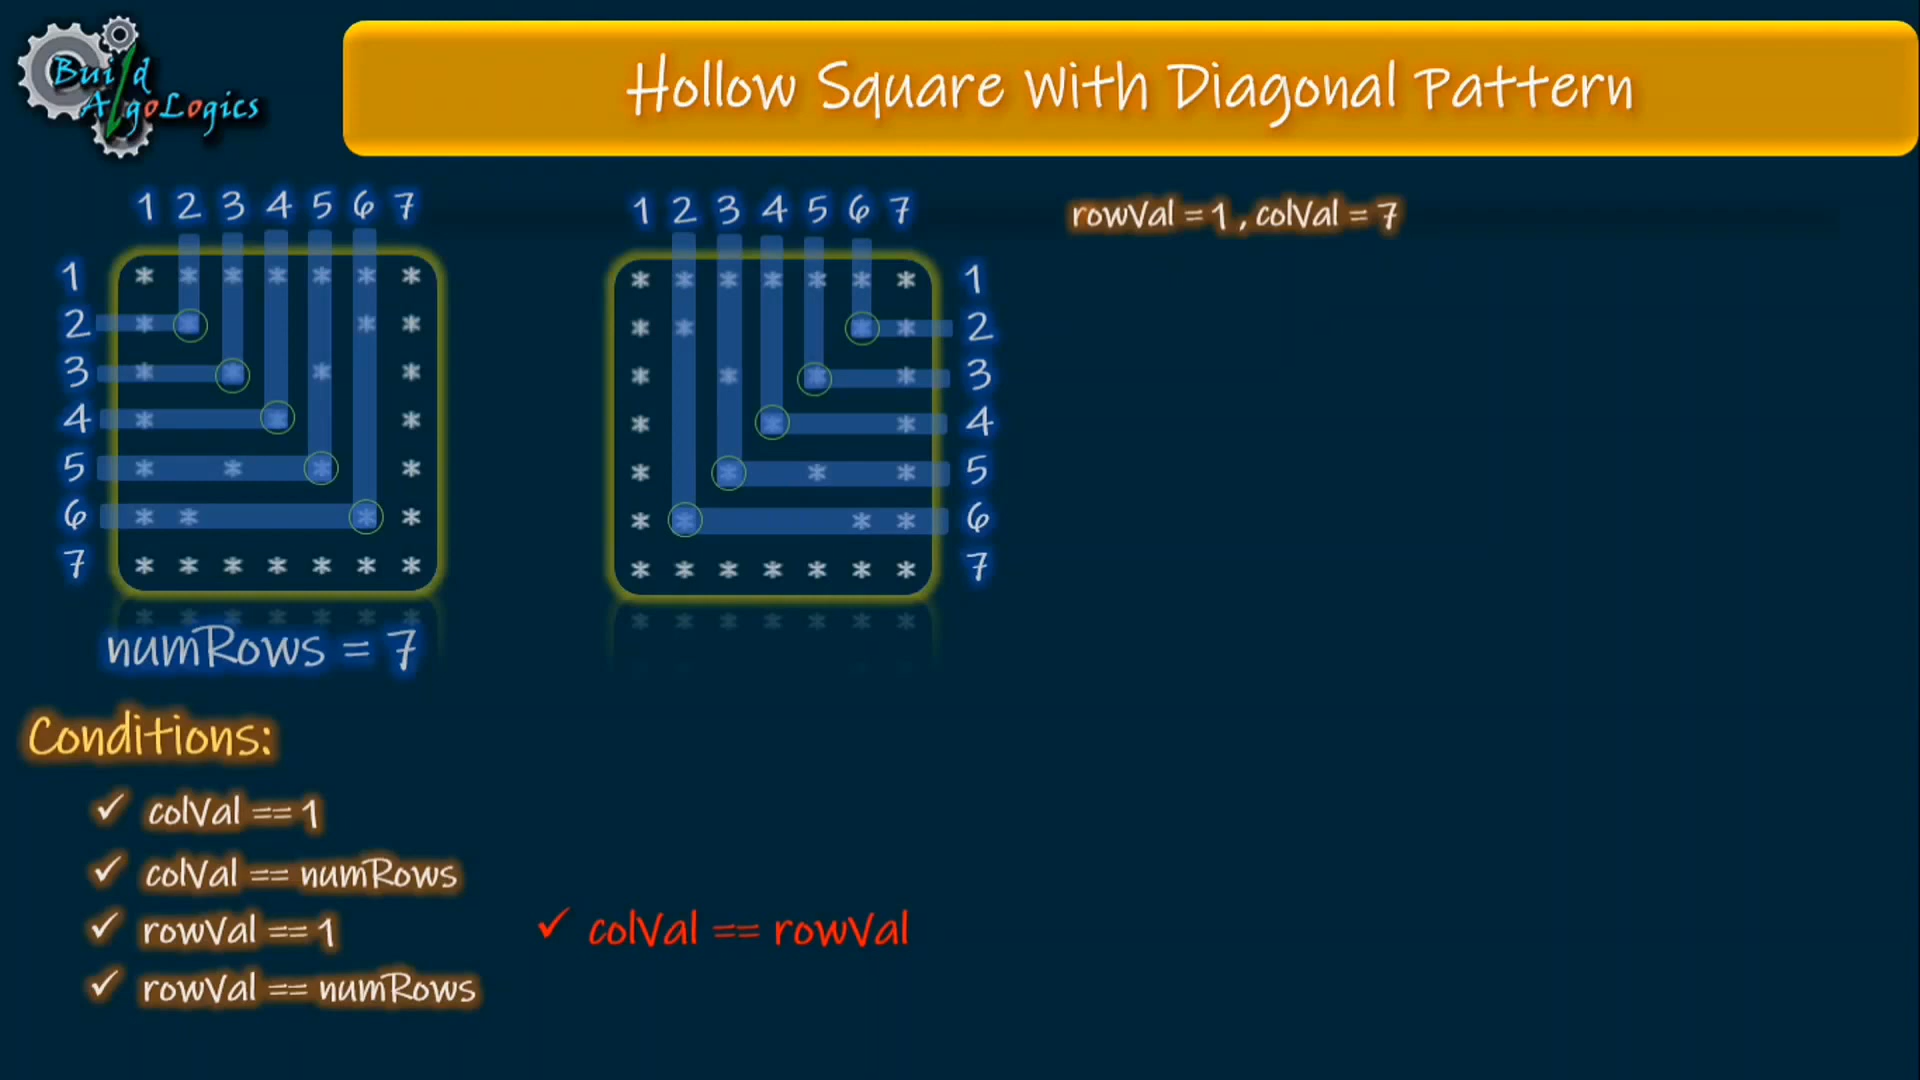 Build
AlgoLogics
Hollow Square With Diagonal Pattern
1 2 3 4 5 6 7
1 * * * * * * *
2 * * * *
3 * * * *
4 * * *
5 * * * *
6 * * * *
7 * * * * * * *
numRows = 7
1 2 3 4 5 6 7
* * * * * * * 1
* * * * 2
* * * * 3
* * * 4
* * * * 5
* * * * 6
* * * * * * * 7
rowVal = 1 , colVal = 7
Conditions:
✓ colVal == 1
✓ colVal == numRows
✓ rowVal == 1
✓ rowVal == numRows
✓ colVal == rowVal